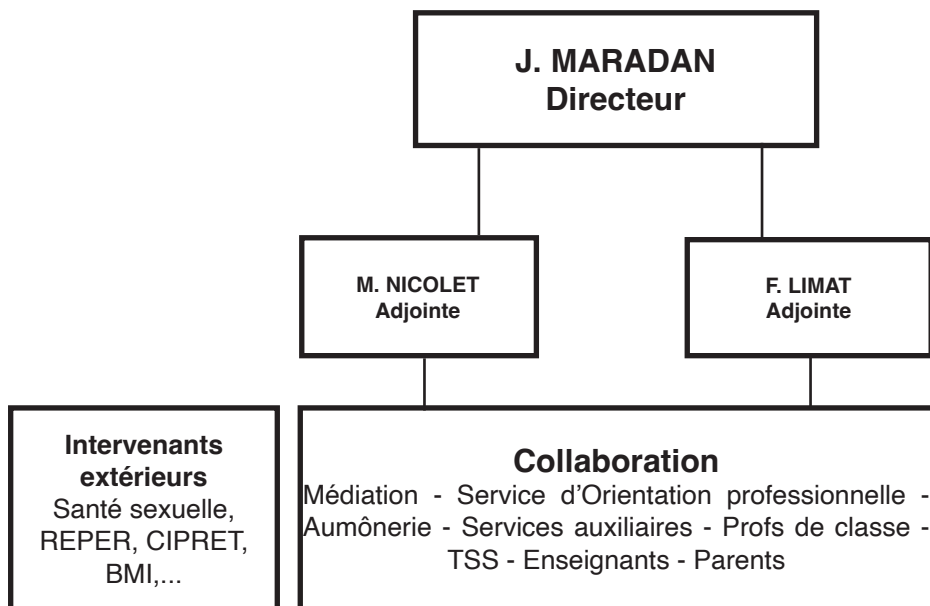 J. MARADAN
Directeur
M. NICOLET
Adjointe
F. LIMAT
Adjointe
Intervenants
extérieurs
Santé sexuelle,
REPER, CIPRET,
BMI,...
Collaboration
Médiation - Service d’Orientation professionnelle -
Aumônerie - Services auxiliaires - Profs de classe -
TSS - Enseignants - Parents